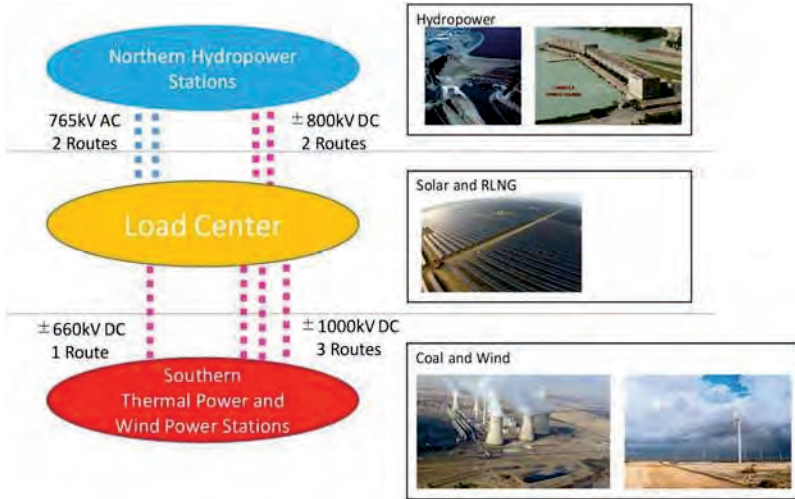 Northern Hydropower
Stations
765kV AC
2 Routes
±800kV DC
2 Routes
Load Center
±660kV DC
1 Route
±1000kV DC
3 Routes
Southern
Thermal Power and
Wind Power Stations
Hydropower
Solar and RLNG
Coal and Wind